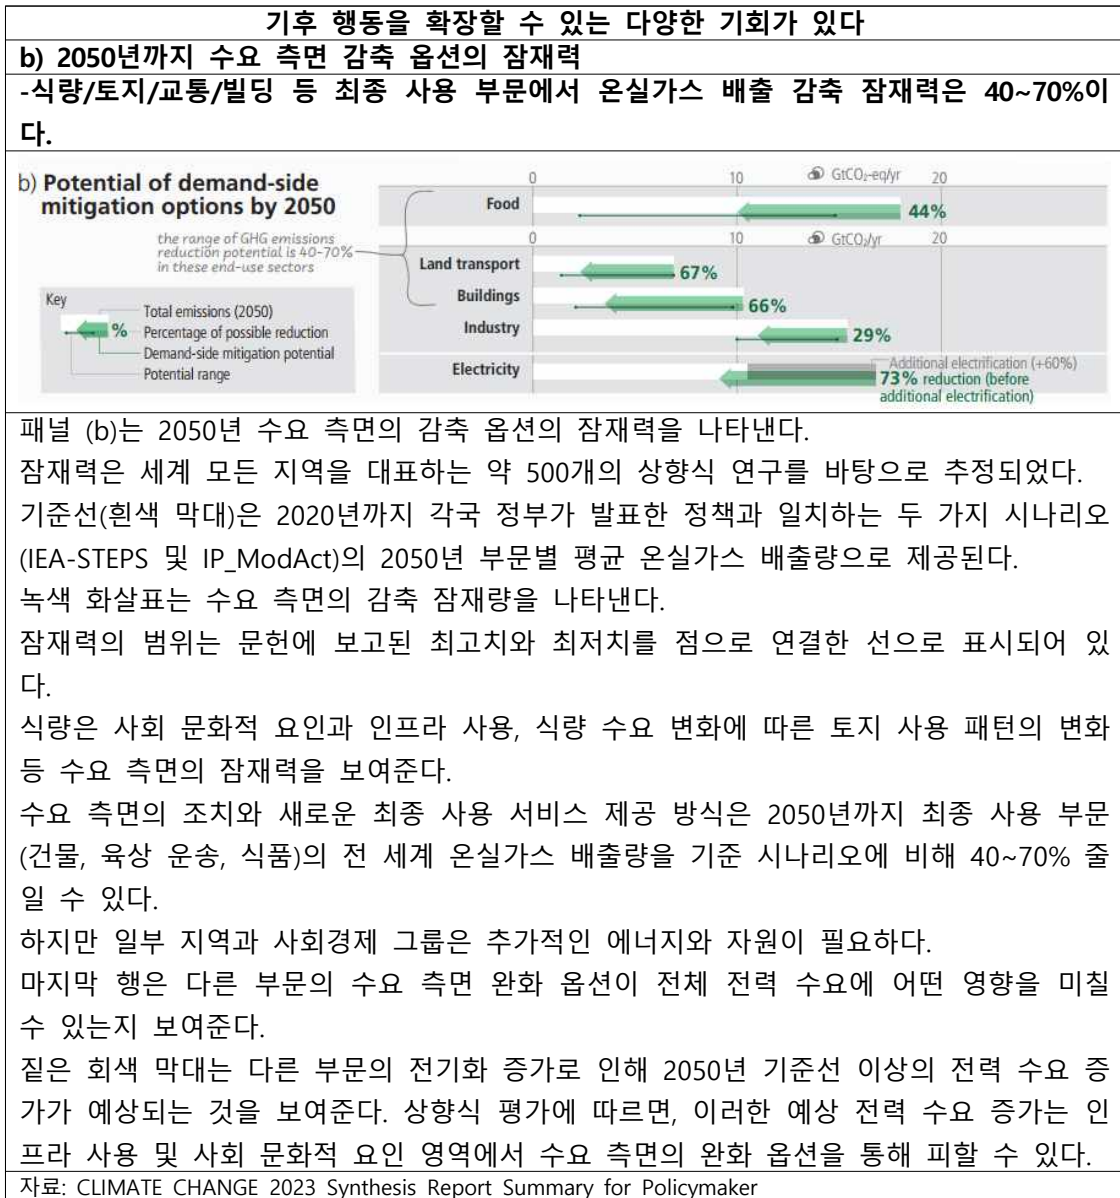 기후 행동을 확장할 수 있는 다양한 기회가 있다
b) 2050년까지 수요 측면 감축 옵션의 잠재력
-식량/토지/교통/빌딩 등 최종 사용 부문에서 온실가스 배출 감축 잠재력은 40~70%이
다.
b) Potential of demand-side
mitigation options by 2050
the range of GHG emissions
reduction potential is 40-70%
in these end-use sectors
Key
Total emissions (2050)
% Percentage of possible reduction
Demand-side mitigation potential
Potential range
0 10 GtCO₂-eq/yr 20
Food 44%
0 10 GtCO₂/yr 20
Land transport 67%
Buildings 66%
Industry 29%
Electricity Additional electrification (+60%)
73% reduction (before
additional electrification)
패널 (b)는 2050년 수요 측면의 감축 옵션의 잠재력을 나타낸다.
잠재력은 세계 모든 지역을 대표하는 약 500개의 상향식 연구를 바탕으로 추정되었다.
기준선(흰색 막대)은 2020년까지 각국 정부가 발표한 정책과 일치하는 두 가지 시나리오
(IEA-STEPS 및 IP_ModAct)의 2050년 부문별 평균 온실가스 배출량으로 제공된다.
녹색 화살표는 수요 측면의 감축 잠재량을 나타낸다.
잠재력의 범위는 문헌에 보고된 최고치와 최저치를 점으로 연결한 선으로 표시되어 있
다.
식량은 사회 문화적 요인과 인프라 사용, 식량 수요 변화에 따른 토지 사용 패턴의 변화
등 수요 측면의 잠재력을 보여준다.
수요 측면의 조치와 새로운 최종 사용 서비스 제공 방식은 2050년까지 최종 사용 부문
(건물, 육상 운송, 식품)의 전 세계 온실가스 배출량을 기준 시나리오에 비해 40~70% 줄
일 수 있다.
하지만 일부 지역과 사회경제 그룹은 추가적인 에너지와 자원이 필요하다.
마지막 행은 다른 부문의 수요 측면 완화 옵션이 전체 전력 수요에 어떤 영향을 미칠
수 있는지 보여준다.
짙은 회색 막대는 다른 부문의 전기화 증가로 인해 2050년 기준선 이상의 전력 수요 증
가가 예상되는 것을 보여준다. 상향식 평가에 따르면, 이러한 예상 전력 수요 증가는 인
프라 사용 및 사회 문화적 요인 영역에서 수요 측면의 완화 옵션을 통해 피할 수 있다.
자료: CLIMATE CHANGE 2023 Synthesis Report Summary for Policymaker